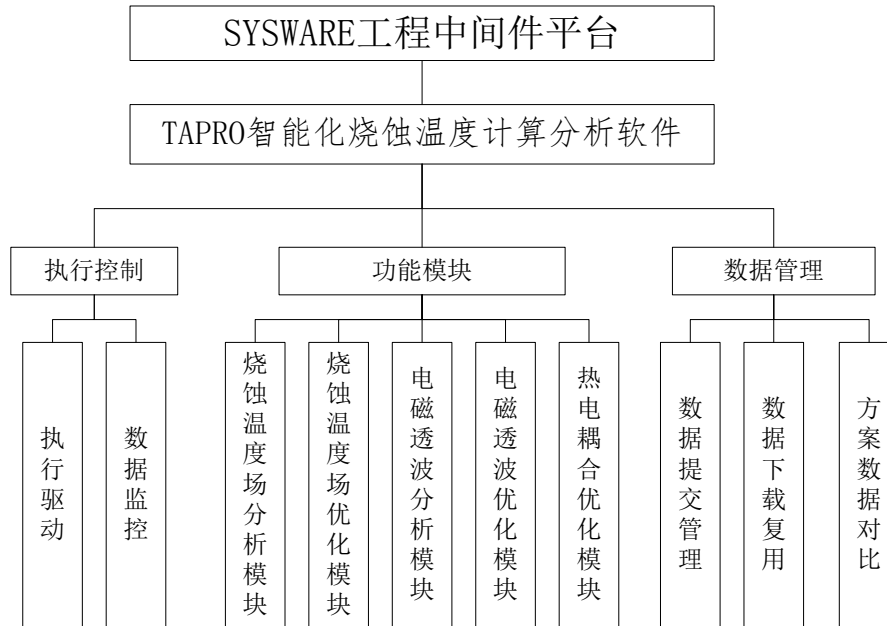 SYSWARE工程中间件平台
TAPRO智能化烧蚀温度计算分析软件
执行控制
功能模块
数据管理
执行驱动
数据监控
烧蚀温度场分析模块
烧蚀温度场优化模块
电磁透波分析模块
电磁透波优化模块
热电耦合优化模块
数据提交管理
数据下载复用
方案数据对比